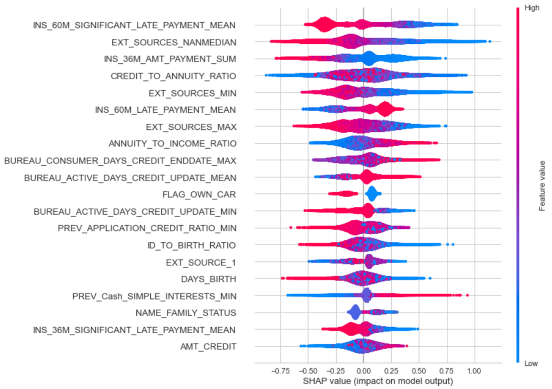 High
INS_60M_SIGNIFICANT_LATE_PAYMENT_MEAN
EXT_SOURCES_NANMEDIAN
INS_36M_AMT_PAYMENT_SUM
CREDIT_TO_ANNUITY_RATIO
EXT_SOURCES_MIN
INS_60M_LATE_PAYMENT_MEAN
EXT_SOURCES_MAX
ANNUITY_TO_INCOME_RATIO
BUREAU_CONSUMER_DAYS_CREDIT_ENDDATE_MAX
BUREAU_ACTIVE_DAYS_CREDIT_UPDATE_MEAN
FLAG_OWN_CAR
BUREAU_ACTIVE_DAYS_CREDIT_UPDATE_MIN
PREV_APPLICATION_CREDIT_RATIO_MIN
ID_TO_BIRTH_RATIO
EXT_SOURCE_1
DAYS_BIRTH
PREV_Cash_SIMPLE_INTERESTS_MIN
NAME_FAMILY_STATUS
INS_36M_SIGNIFICANT_LATE_PAYMENT_MEAN
AMT_CREDIT
Feature value
Low
−0.75 −0.50 −0.25 0.00 0.25 0.50 0.75 1.00
SHAP value (impact on model output)